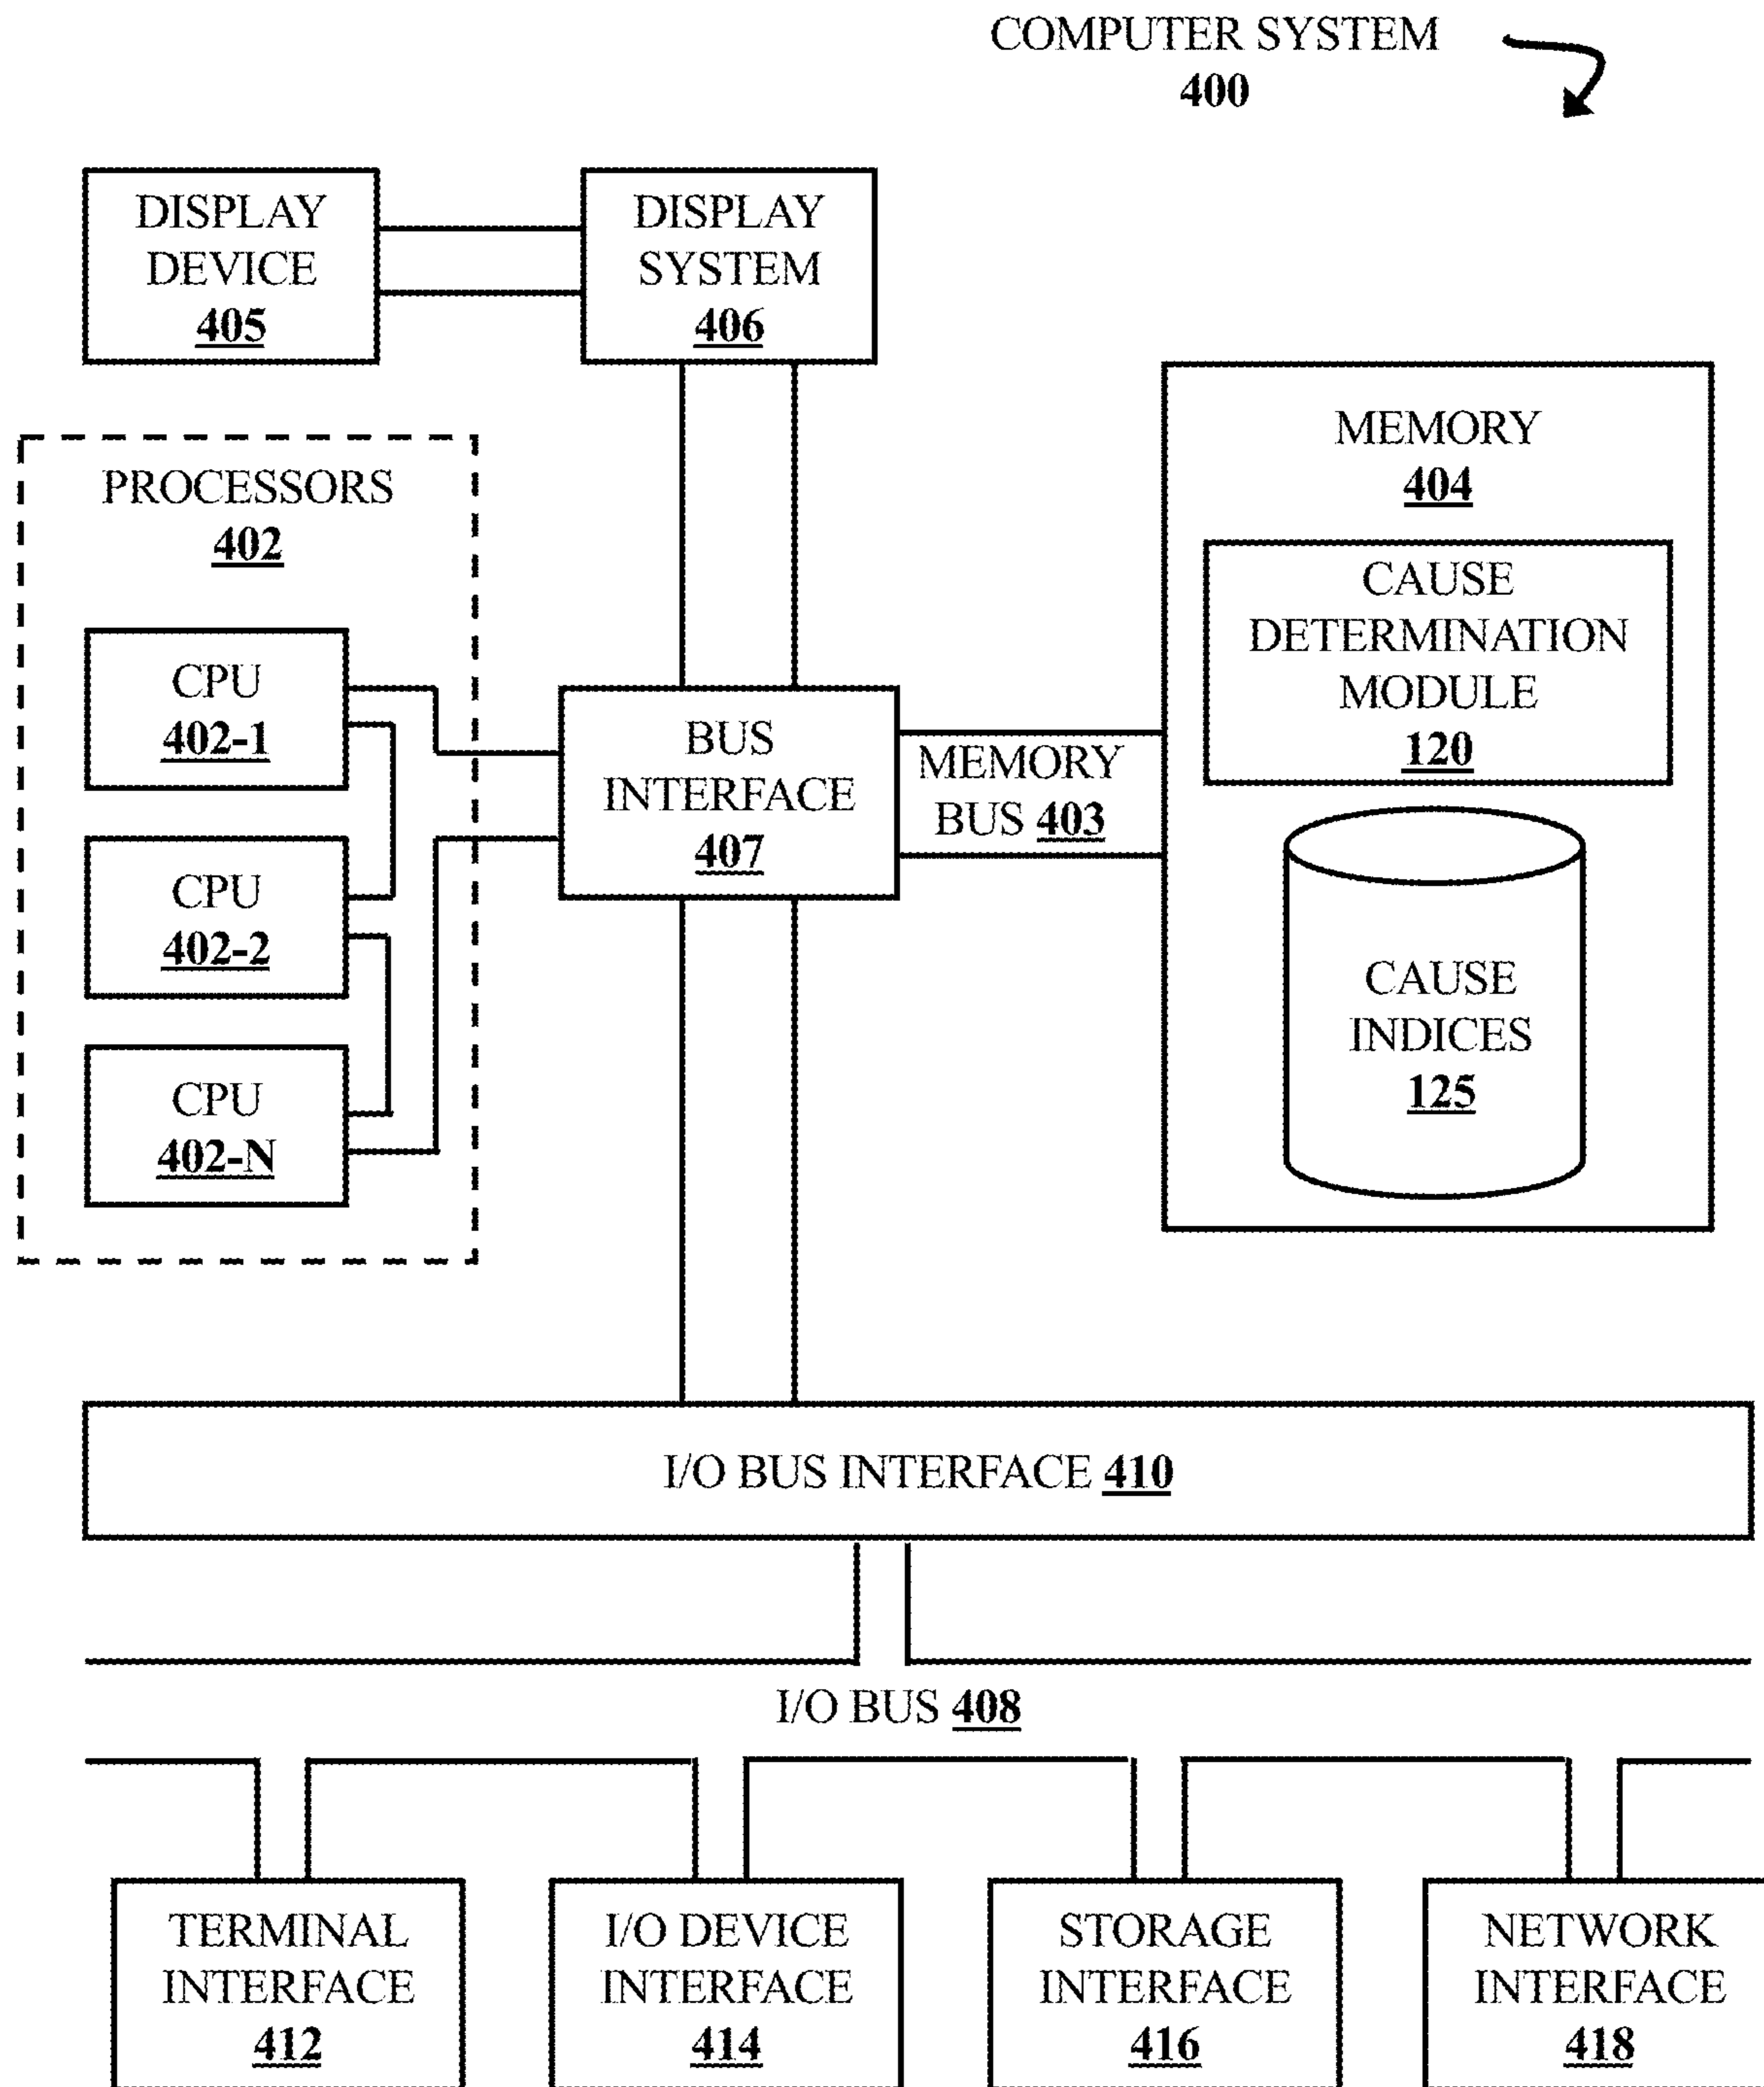 COMPUTER SYSTEM
400
DISPLAY
DEVICE
405
DISPLAY
SYSTEM
406
PROCESSORS
402
CPU
402-1
CPU
402-2
CPU
402-N
BUS
INTERFACE
407
MEMORY
BUS 403
MEMORY
404
CAUSE
DETERMINATION
MODULE
120
CAUSE
INDICES
125
I/O BUS INTERFACE 410
I/O BUS 408
TERMINAL
INTERFACE
412
I/O DEVICE
INTERFACE
414
STORAGE
INTERFACE
416
NETWORK
INTERFACE
418